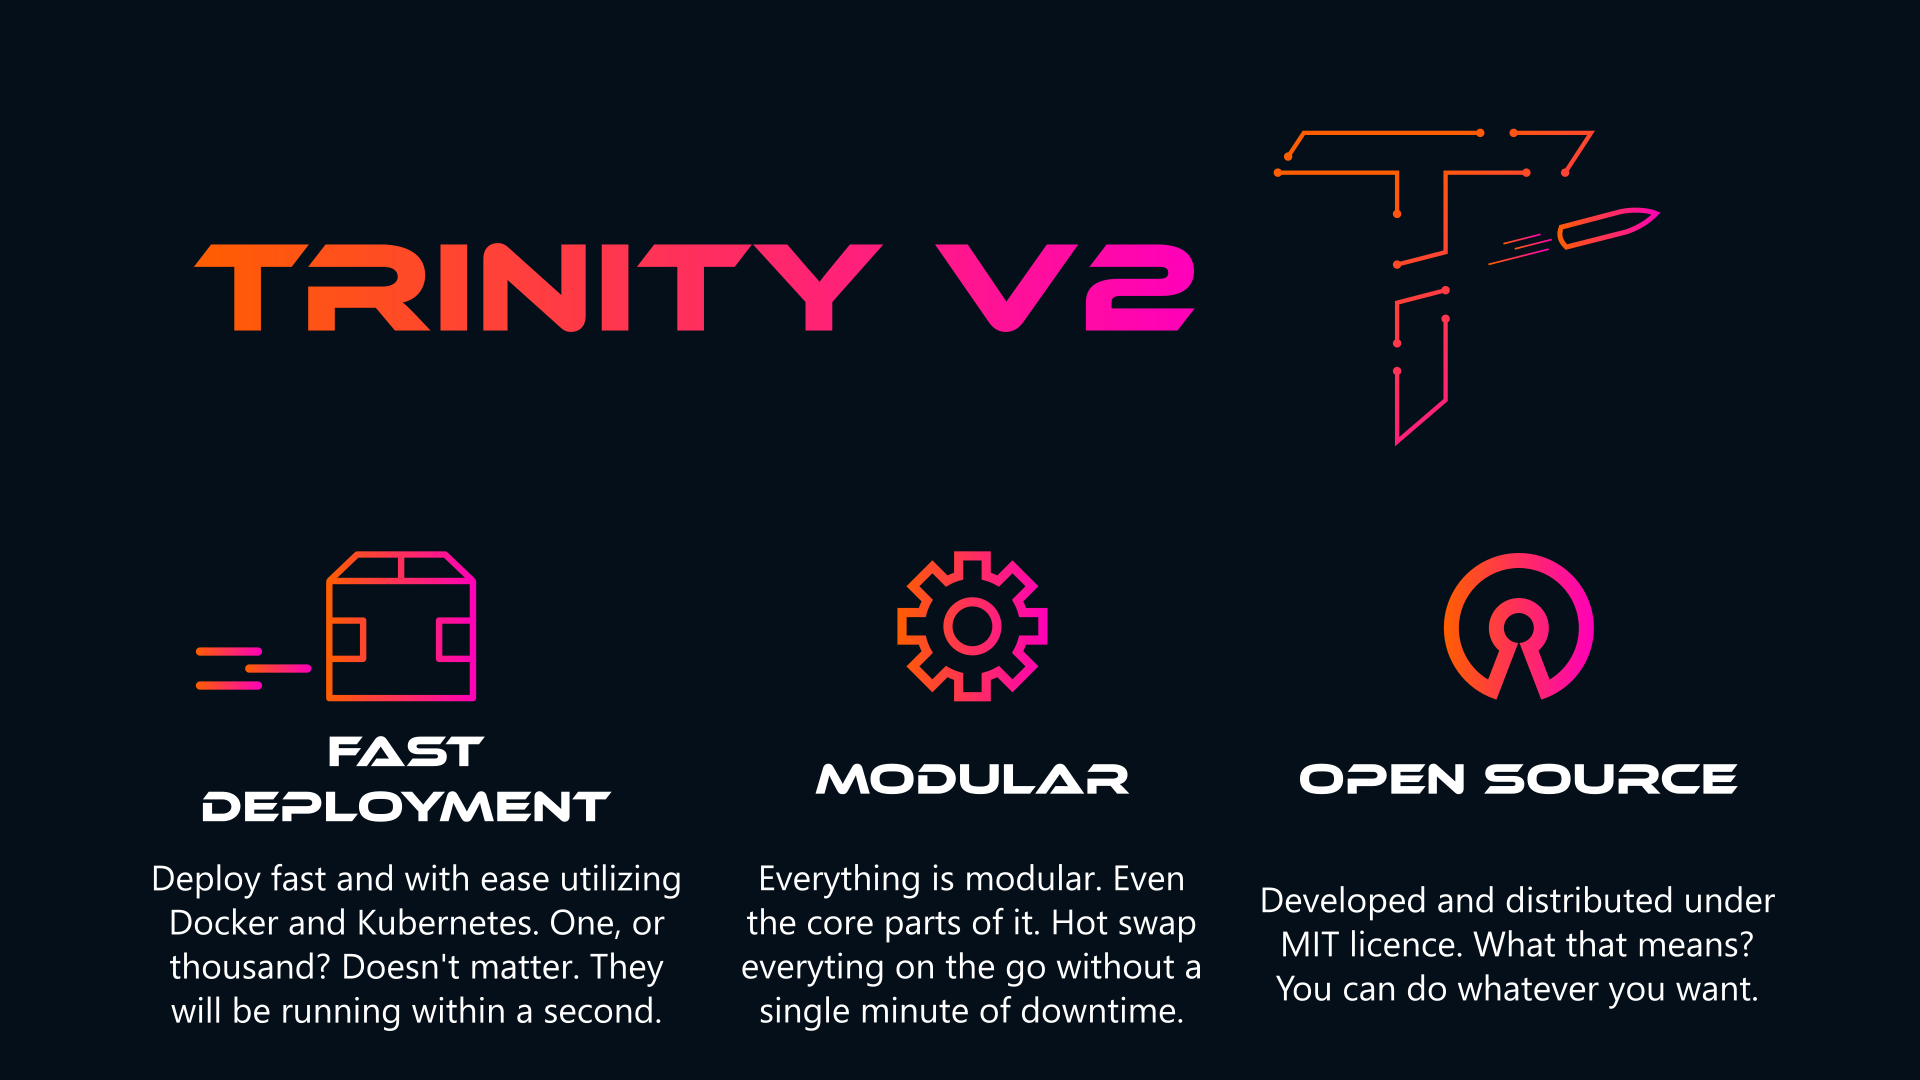 TRINITY V2
FAST
DEPLOYMENT
Deploy fast and with ease utilizing
Docker and Kubernetes. One, or
thousand? Doesn't matter. They
will be running within a second.
MODULAR
Everything is modular. Even
the core parts of it. Hot swap
everyting on the go without a
single minute of downtime.
OPEN SOURCE
Developed and distributed under
MIT licence. What that means?
You can do whatever you want.